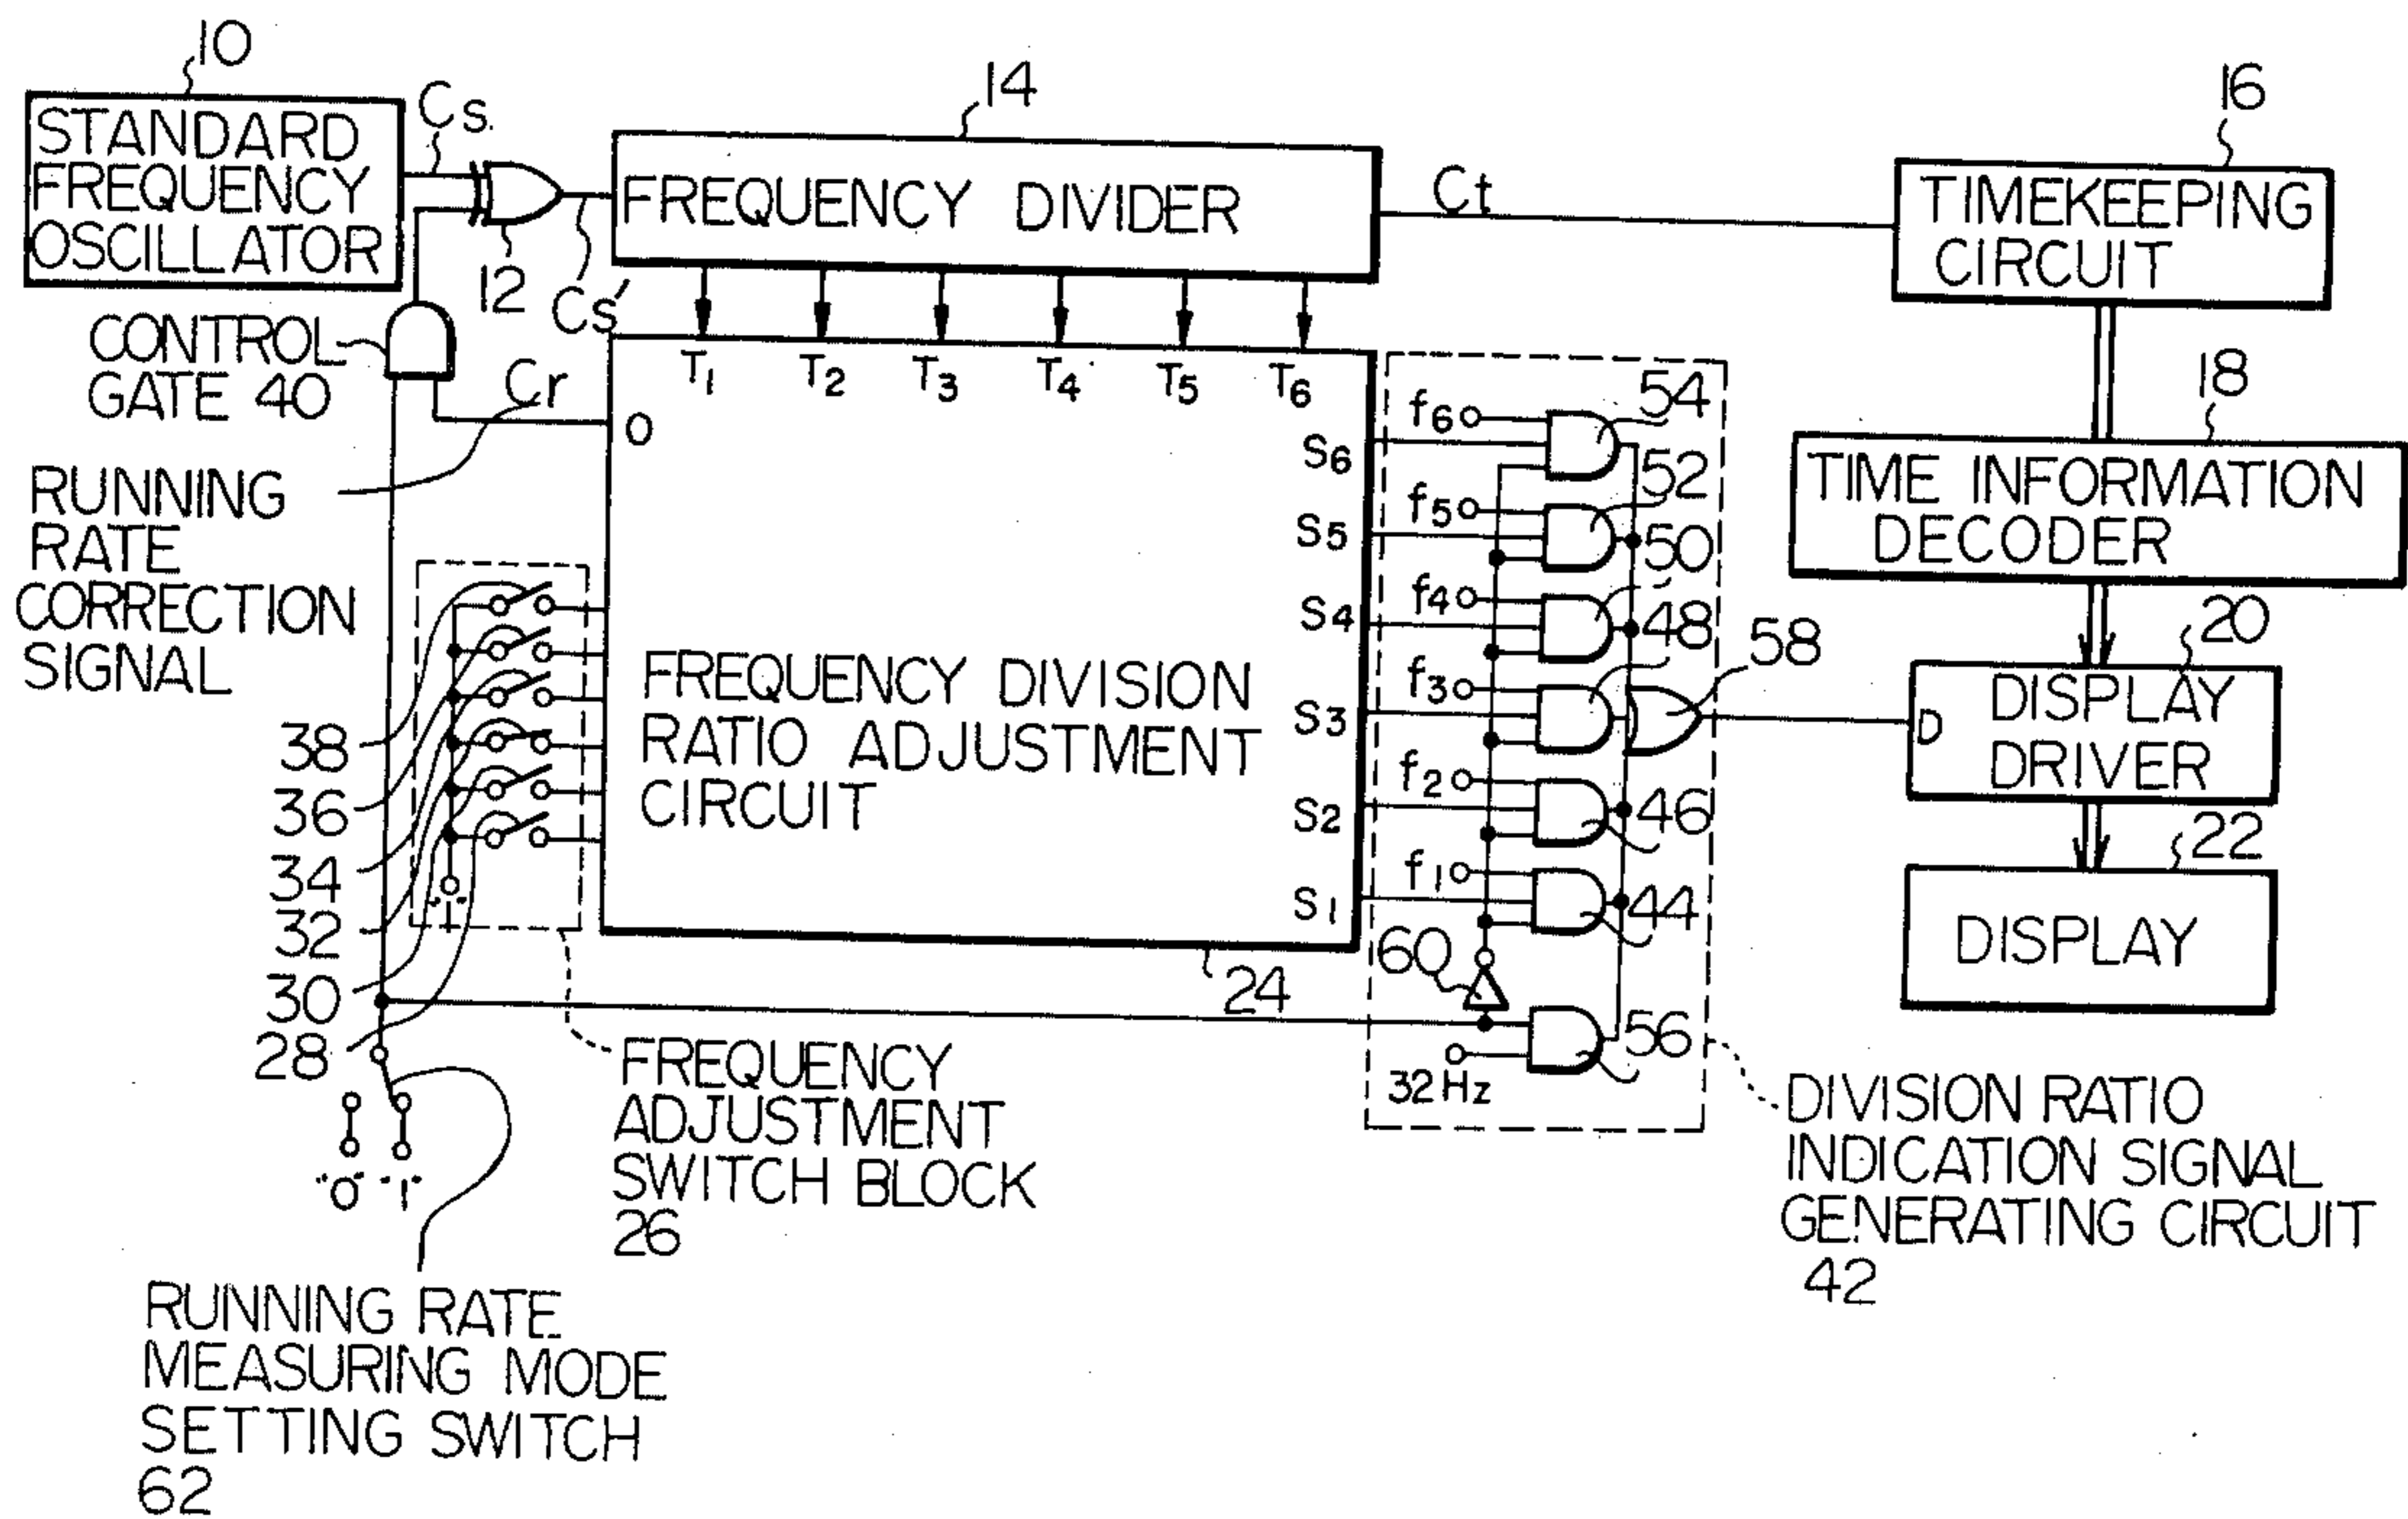 10
STANDARD
FREQUENCY
OSCILLATOR
Cs
12
Cs'
14
FREQUENCY DIVIDER
Ct
16
TIMEKEEPING
CIRCUIT
CONTROL
GATE 40
Cr
RUNNING
RATE
CORRECTION
SIGNAL
T1 T2 T3 T4 T5 T6
O
FREQUENCY DIVISION
RATIO ADJUSTMENT
CIRCUIT
24
S6
S5
S4
S3
S2
S1
f6
f5
f4
f3
f2
f1
54
52
50
48
46
44
58
60
56
32Hz
18
TIME INFORMATION
DECODER
20
D
DISPLAY
DRIVER
22
DISPLAY
38
36
34
32
30
28
"1"
"0" "1"
FREQUENCY
ADJUSTMENT
SWITCH BLOCK
26
DIVISION RATIO
INDICATION SIGNAL
GENERATING CIRCUIT
42
RUNNING RATE
MEASURING MODE
SETTING SWITCH
62